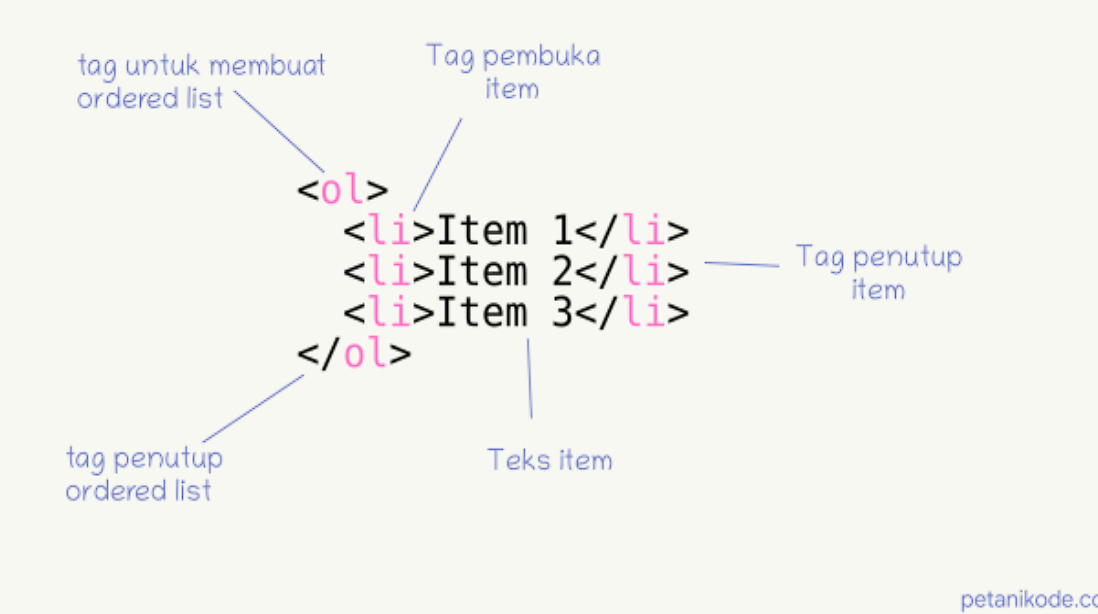 tag untuk membuat
ordered list
Tag pembuka
item
<ol>
<li>Item 1</li>
<li>Item 2</li>
<li>Item 3</li>
</ol>
Tag penutup
item
tag penutup
ordered list
Teks item
petanikode.co